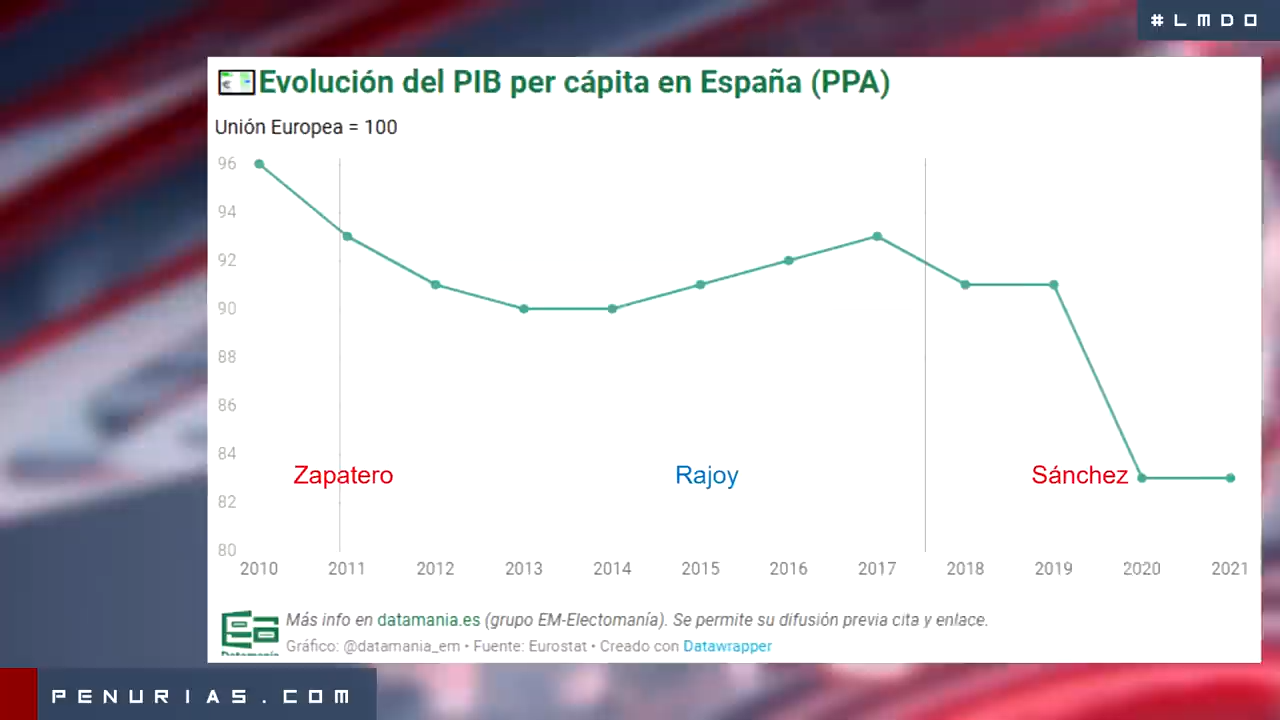 #LMDO
Evolución del PIB per cápita en España (PPA)
Unión Europea = 100
96
94
92
90
88
86
84
82
80
Zapatero
Rajoy
Sánchez
2010 2011 2012 2013 2014 2015 2016 2017 2018 2019 2020 2021
Más info en datamania.es (grupo EM-Electomanía). Se permite su difusión previa cita y enlace.
Gráfico: @datamania_em • Fuente: Eurostat • Creado con Datawrapper
Datamanía
PENURIAS.COM